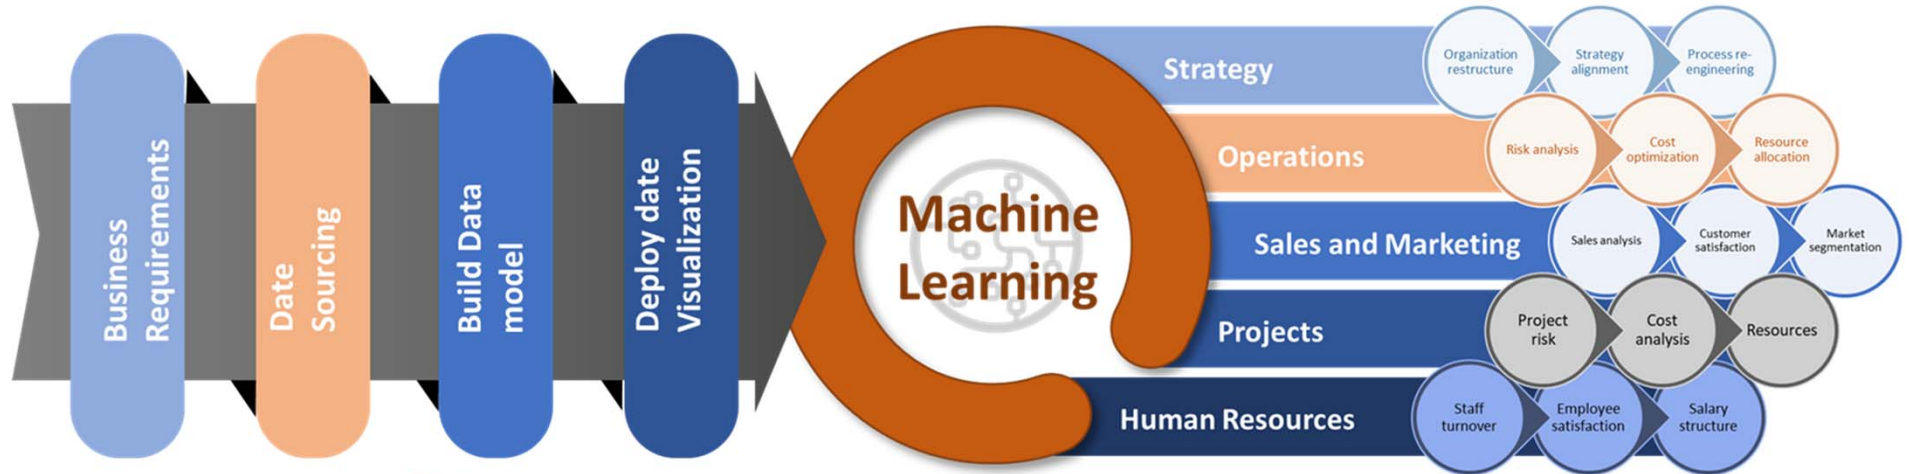 Business
Requirements
Date
Sourcing
Build Data
model
Deploy date
Visualization
Machine
Learning
Strategy
Organization
restructure
Strategy
alignment
Process re-
engineering
Operations
Risk analysis
Cost
optimization
Resource
allocation
Sales and Marketing
Sales analysis
Customer
satisfaction
Market
segmentation
Projects
Project
risk
Cost
analysis
Resources
Human Resources
Staff
turnover
Employee
satisfaction
Salary
structure